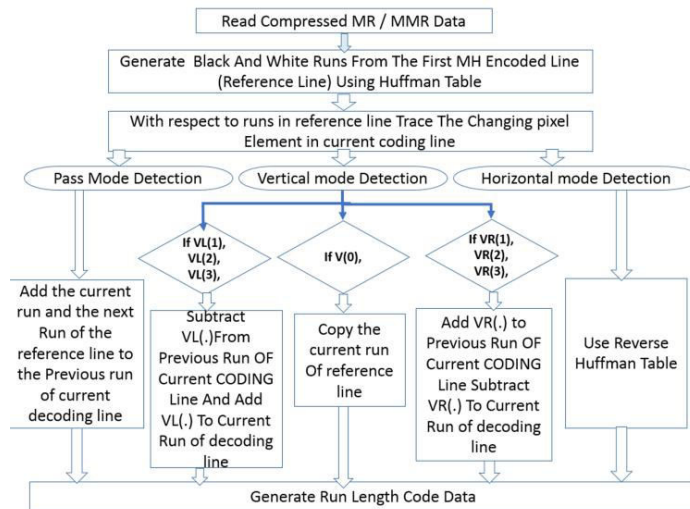 Read Compressed MR / MMR Data
Generate Black And White Runs From The First MH Encoded Line
(Reference Line) Using Huffman Table
With respect to runs in reference line Trace The Changing pixel
Element in current coding line
Pass Mode Detection
Vertical mode Detection
Horizontal mode Detection
If VL(1),
VL(2),
VL(3),
If V(0),
If VR(1),
VR(2),
VR(3),
Add the current
run and the next
Run of the
reference line to
the Previous run
of current
decoding line
Subtract
VL(.)From
Previous Run OF
Current CODING
Line And Add
VL(.) To Current
Run of decoding
line
Copy the
current run
Of reference
line
Add VR(.) to
Previous Run OF
Current CODING
Line Subtract
VR(.) To Current
Run of decoding
line
Use Reverse
Huffman Table
Generate Run Length Code Data